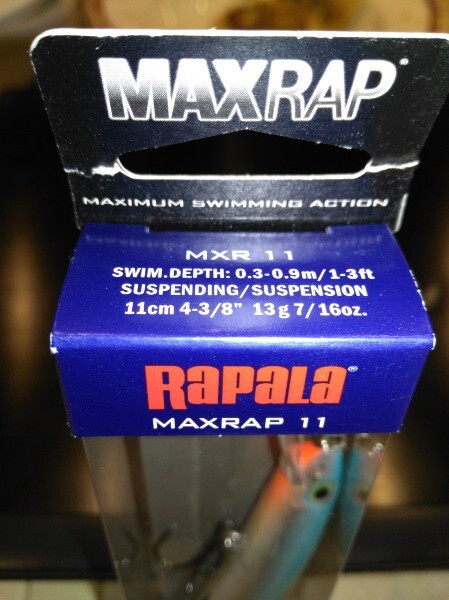 MAXRAP
MAXIMUM SWIMMING ACTION
MXR 11
SWIM.DEPTH: 0.3-0.9m/1-3ft
SUSPENDING/SUSPENSION
11cm 4-3/8" 13g 7/16oz.
Rapala®
MAXRAP 11